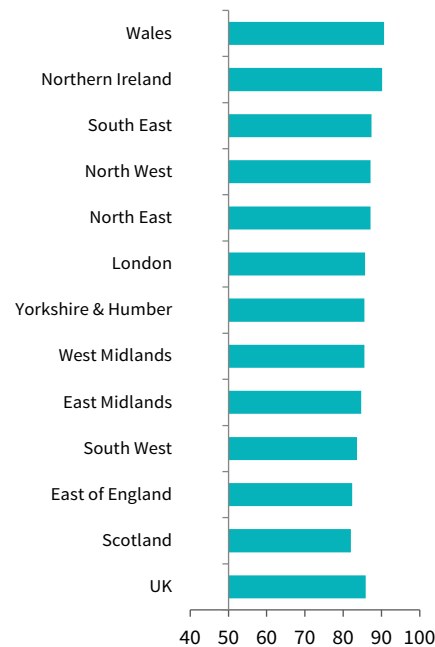 Wales
Northern Ireland
South East
North West
North East
London
Yorkshire & Humber
West Midlands
East Midlands
South West
East of England
Scotland
UK
40 50 60 70 80 90 100